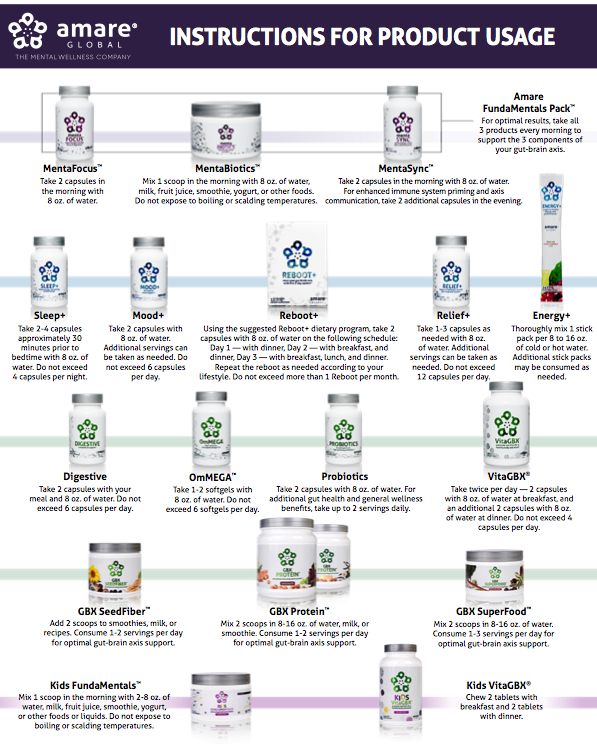 amare®
GLOBAL
THE MENTAL WELLNESS COMPANY
INSTRUCTIONS FOR PRODUCT USAGE
Amare
FundaMentals Pack™
For optimal results, take all
3 products every morning to
support the 3 components of
your gut-brain axis.
FOCUS
SYNC
MentaFocus™
Take 2 capsules in
the morning with
8 oz. of water.
MentaBiotics™
Mix 1 scoop in the morning with 8 oz. of water,
milk, fruit juice, smoothie, yogurt, or other foods.
Do not expose to boiling or scalding temperatures.
MentaSync™
Take 2 capsules in the morning with 8 oz. of water.
For enhanced immune system priming and axis
communication, take 2 additional capsules in the evening.
ENERGY+
amare
SLEEP+
MOOD+
REBOOT+
amare
RELIEF+
Sleep+
Take 2-4 capsules
approximately 30
minutes prior to
bedtime with 8 oz. of
water. Do not exceed
4 capsules per night.
Mood+
Take 2 capsules with
8 oz. of water.
Additional servings
can be taken as
needed. Do
not exceed 6 capsules
per day.
Reboot+
Using the suggested Reboot+ dietary program, take 2
capsules with 8 oz. of water on the following schedule:
Day 1 — with dinner, Day 2 — with breakfast, and
dinner, Day 3 — with breakfast, lunch, and dinner.
Repeat the reboot as needed according to your
lifestyle. Do not exceed more than 1 Reboot per month.
Relief+
Take 1-3 capsules as
needed with 8 oz.
of water. Additional
servings can be taken as
needed. Do not exceed
12 capsules per day.
Energy+
Thoroughly mix 1 stick
pack per 8 to 16 oz.
of cold or hot water.
Additional stick packs
may be consumed as
needed.
DIGESTIVE
OmMEGA
PROBIOTICS
VitaGBX
Digestive
Take 2 capsules with your
meal and 8 oz. of water. Do not
exceed 6 capsules per day.
OmMEGA™
Take 1-2 softgels with
8 oz. of water. Do not
exceed 6 softgels per day.
Probiotics
Take 2 capsules with 8 oz. of water. For
additional gut health and general wellness
benefits, take up to 2 servings daily.
VitaGBX®
Take twice per day — 2 capsules
with 8 oz. of water at breakfast, and
an additional 2 capsules with 8 oz.
of water at dinner. Do not exceed 4
capsules per day.
GBX
SEEDFIBER
GBX
PROTEIN
GBX
SUPERFOOD
GBX SeedFiber™
Add 2 scoops to smoothies, milk, or
recipes. Consume 1-2 servings per day
for optimal gut-brain axis support.
GBX Protein™
Mix 2 scoops in 8-16 oz. of water, milk, or
smoothie. Consume 1-2 servings per day
for optimal gut-brain axis support.
GBX SuperFood™
Mix 2 scoops in 8-16 oz. of water.
Consume 1-3 servings per day for
optimal gut-brain axis support.
Kids FundaMentals™
Mix 1 scoop in the morning with 2-8 oz. of
water, milk, fruit juice, smoothie, yogurt,
or other foods or liquids. Do not expose to
boiling or scalding temperatures.
KIDS
VITAGBX
Kids VitaGBX®
Chew 2 tablets with
breakfast and 2 tablets
with dinner.